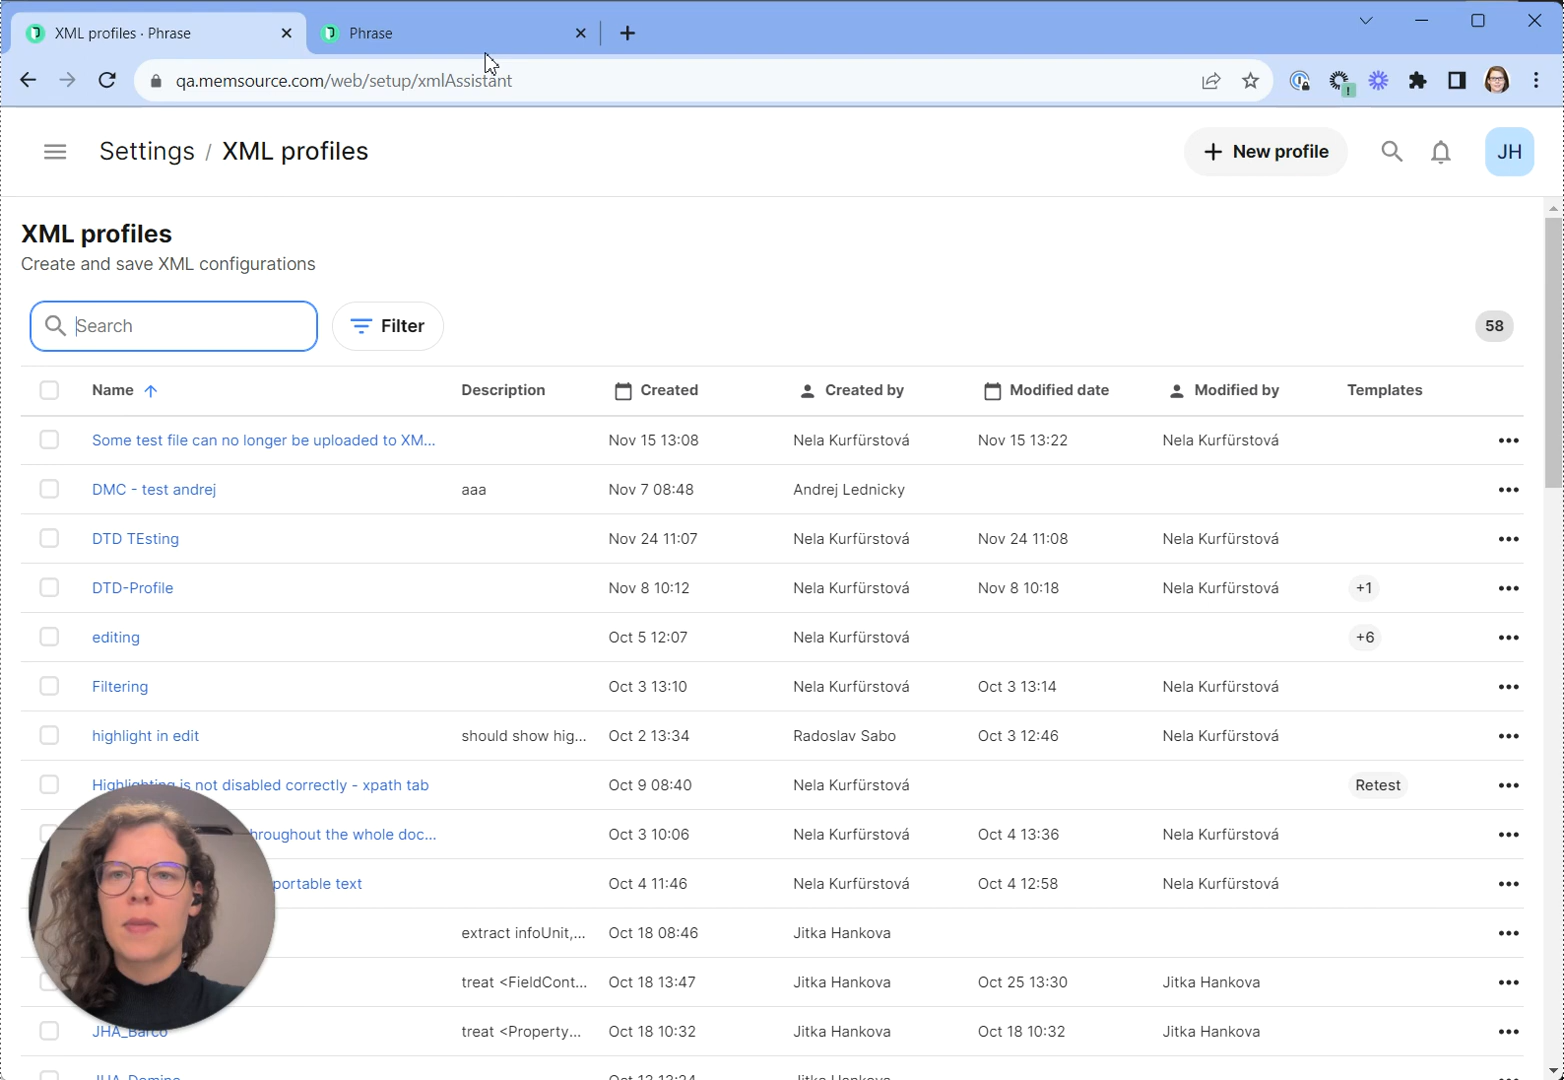 XML profiles · Phrase
Phrase
qa.memsource.com/web/setup/xmlAssistant
Settings / XML profiles
+ New profile
JH
XML profiles
Create and save XML configurations
Search
Filter
58
Name Description Created Created by Modified date Modified by Templates
Some test file can no longer be uploaded to XM... Nov 15 13:08 Nela Kurfürstová Nov 15 13:22 Nela Kurfürstová
DMC - test andrej aaa Nov 7 08:48 Andrej Lednicky
DTD TEsting Nov 24 11:07 Nela Kurfürstová Nov 24 11:08 Nela Kurfürstová
DTD-Profile Nov 8 10:12 Nela Kurfürstová Nov 8 10:18 Nela Kurfürstová +1
editing Oct 5 12:07 Nela Kurfürstová +6
Filtering Oct 3 13:10 Nela Kurfürstová Oct 3 13:14 Nela Kurfürstová
highlight in edit should show hig... Oct 2 13:34 Radoslav Sabo Oct 3 12:46 Nela Kurfürstová
Highlighting is not disabled correctly - xpath tab Oct 9 08:40 Nela Kurfürstová Retest
throughout the whole doc... Oct 3 10:06 Nela Kurfürstová Oct 4 13:36 Nela Kurfürstová
text Oct 4 11:46 Nela Kurfürstová Oct 4 12:58 Nela Kurfürstová
extract infoUnit,... Oct 18 08:46 Jitka Hankova
treat <FieldCont... Oct 18 13:47 Jitka Hankova Oct 25 13:30 Jitka Hankova
JHA_Barco treat <Property... Oct 18 10:32 Jitka Hankova Oct 18 10:32 Jitka Hankova